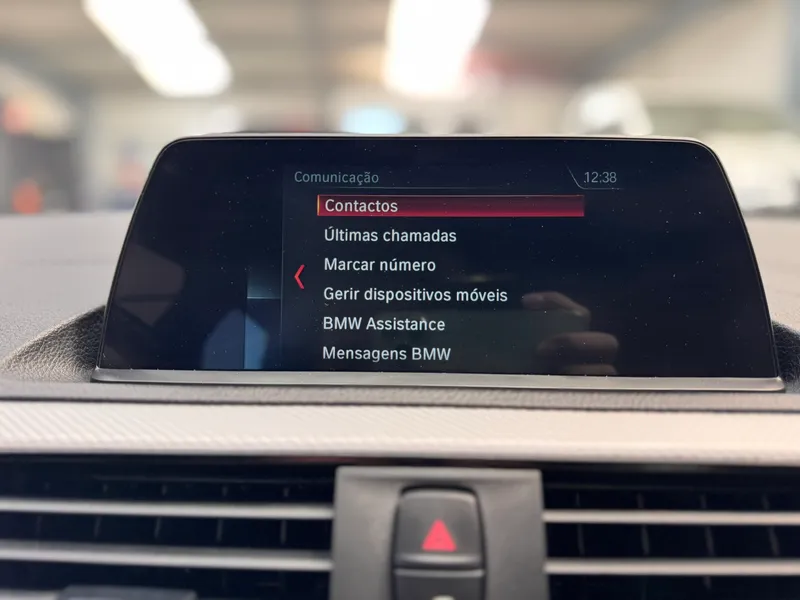 Comunicação
12:38
Contactos
Últimas chamadas
Marcar número
Gerir dispositivos móveis
BMW Assistance
Mensagens BMW